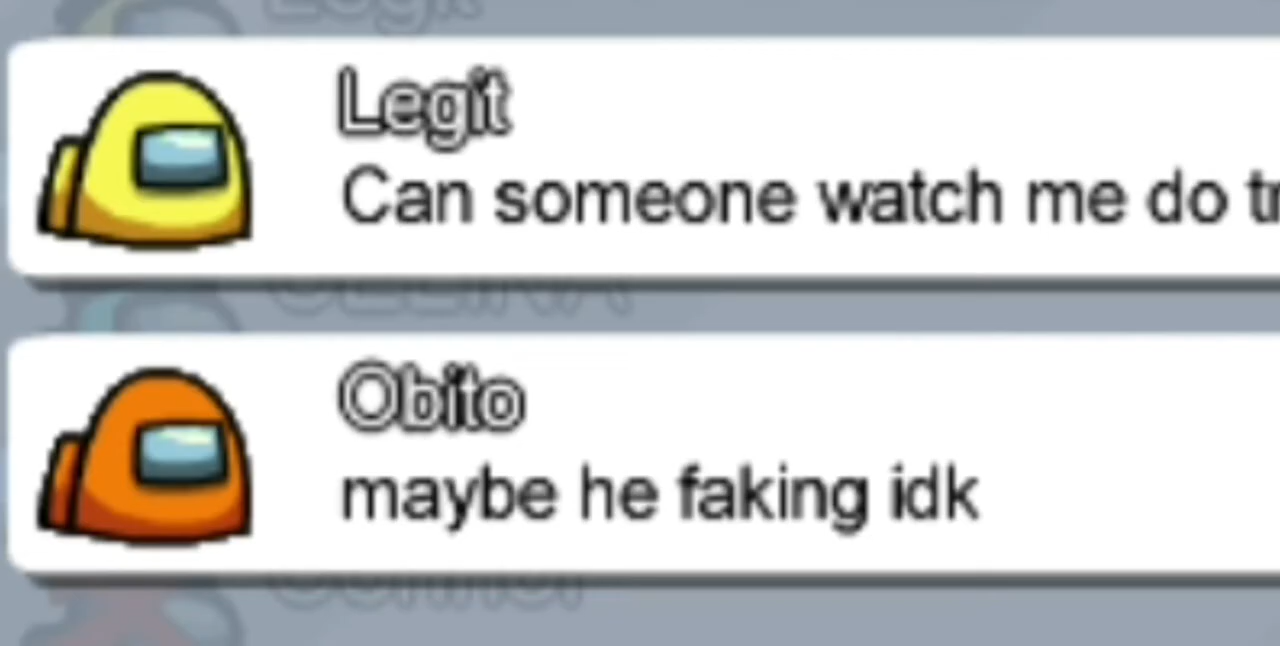 Legit
Can someone watch me do
Obito
maybe he faking idk